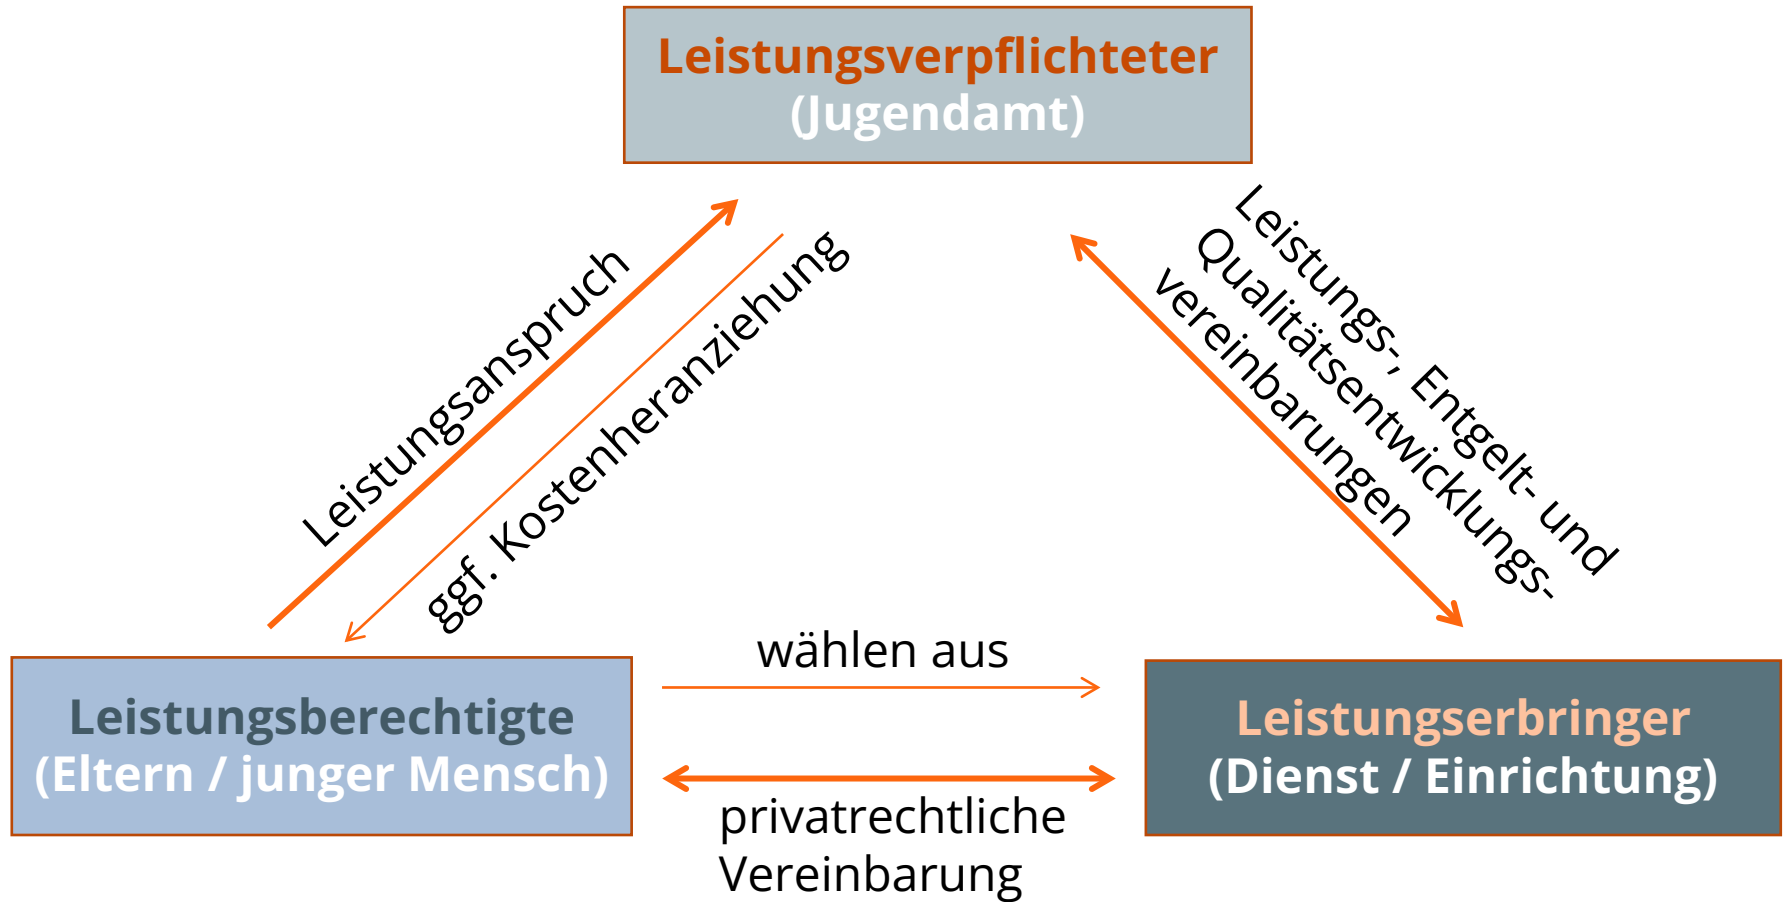 Leistungsverpflichteter
(Jugendamt)
Leistungsanspruch
ggf. Kostenheranziehung
Leistungs-, Entgelt- und
Qualitätsentwicklungs-
vereinbarungen
wählen aus
Leistungsberechtigte
(Eltern / junger Mensch)
Leistungserbringer
(Dienst / Einrichtung)
privatrechtliche
Vereinbarung